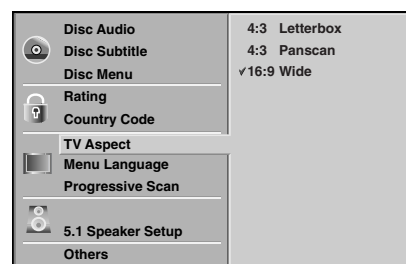 Disc Audio
Disc Subtitle
Disc Menu
Rating
Country Code
TV Aspect
Menu Language
Progressive Scan
5.1 Speaker Setup
Others
4:3 Letterbox
4:3 Panscan
✓16:9 Wide